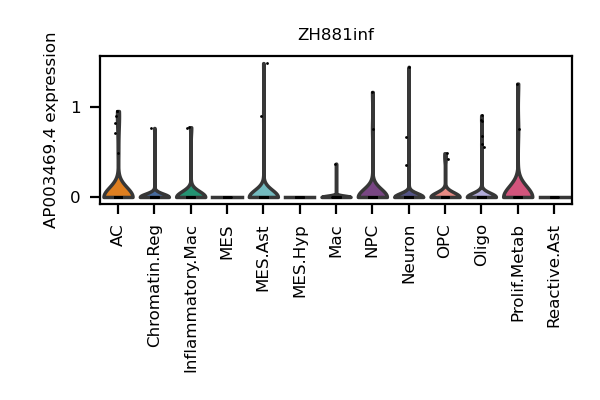 ZH881inf
AP003469.4 expression
1
0
AC
Chromatin.Reg
Inflammatory.Mac
MES
MES.Ast
MES.Hyp
Mac
NPC
Neuron
OPC
Oligo
Prolif.Metab
Reactive.Ast